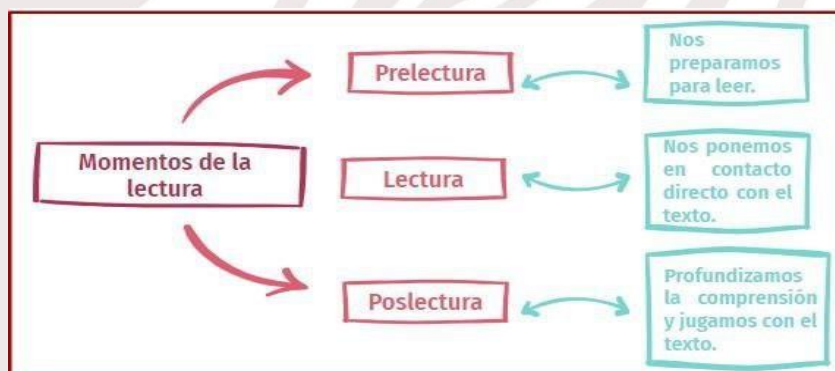 Momentos de la
lectura
Prelectura
Nos
preparamos
para leer.
Lectura
Nos ponemos
en contacto
directo con el
texto.
Poslectura
Profundizamos
la comprensión
y jugamos con el
texto.